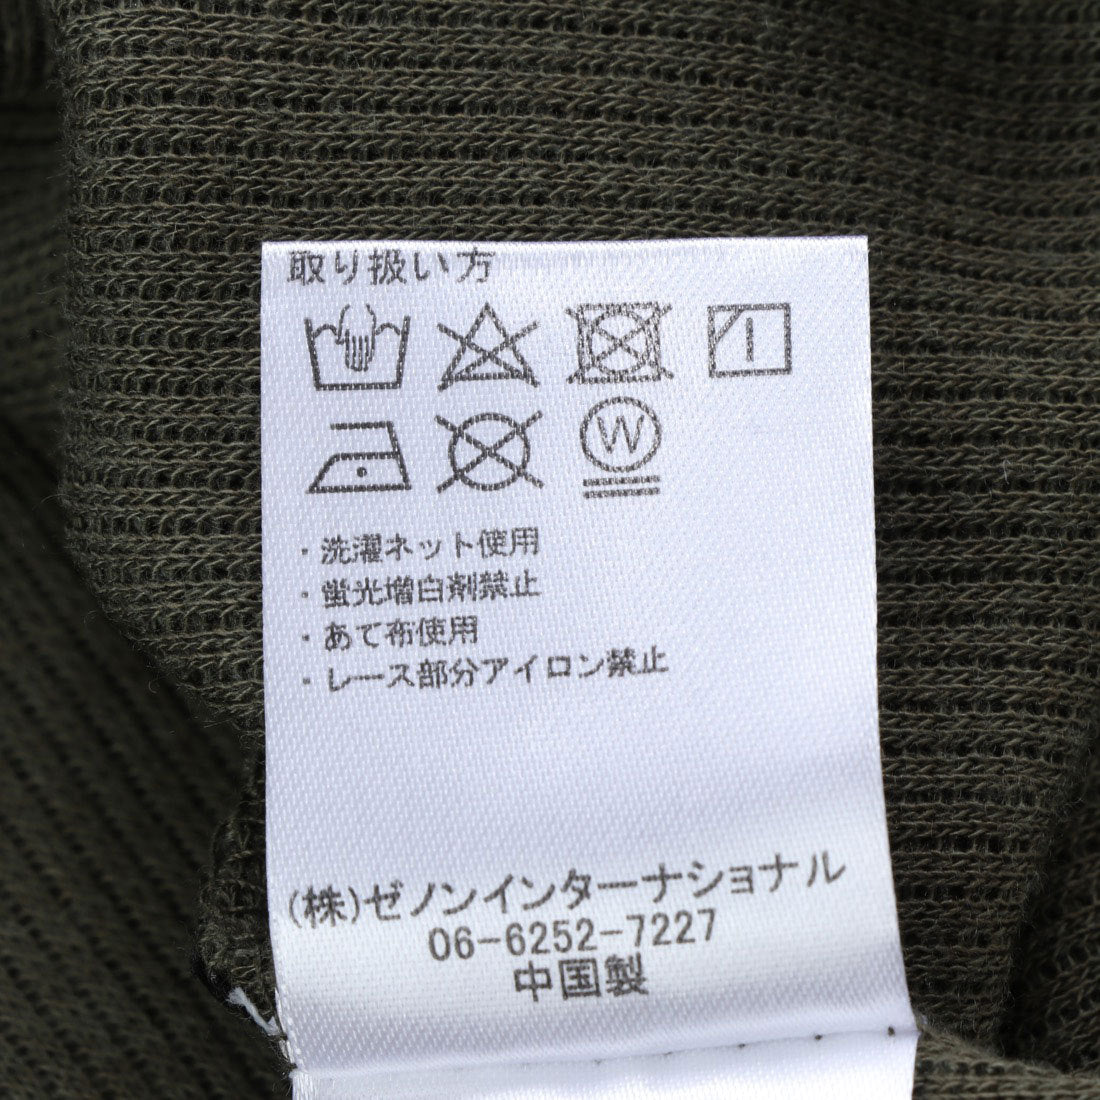 取り扱い方
W
・洗濯ネット使用
・蛍光増白剤禁止
・あて布使用
・レース部分アイロン禁止
(株)ゼノンインターナショナル
06-6252-7227
中国製